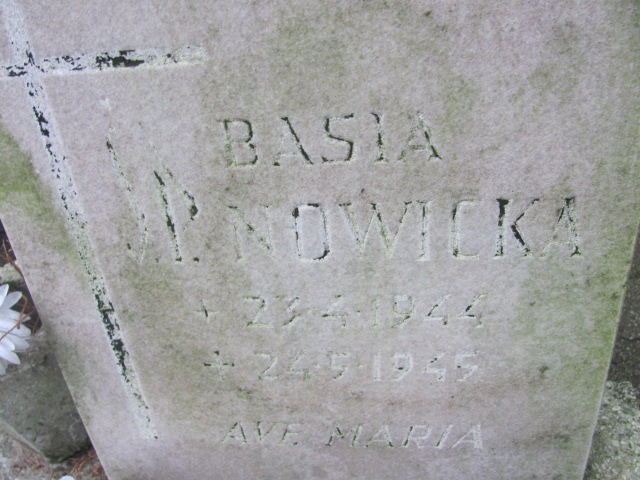 BASIA
Ś.P. NOWICKA
+ 23·4·1944
+ 24·5·1945
AVE MARIA